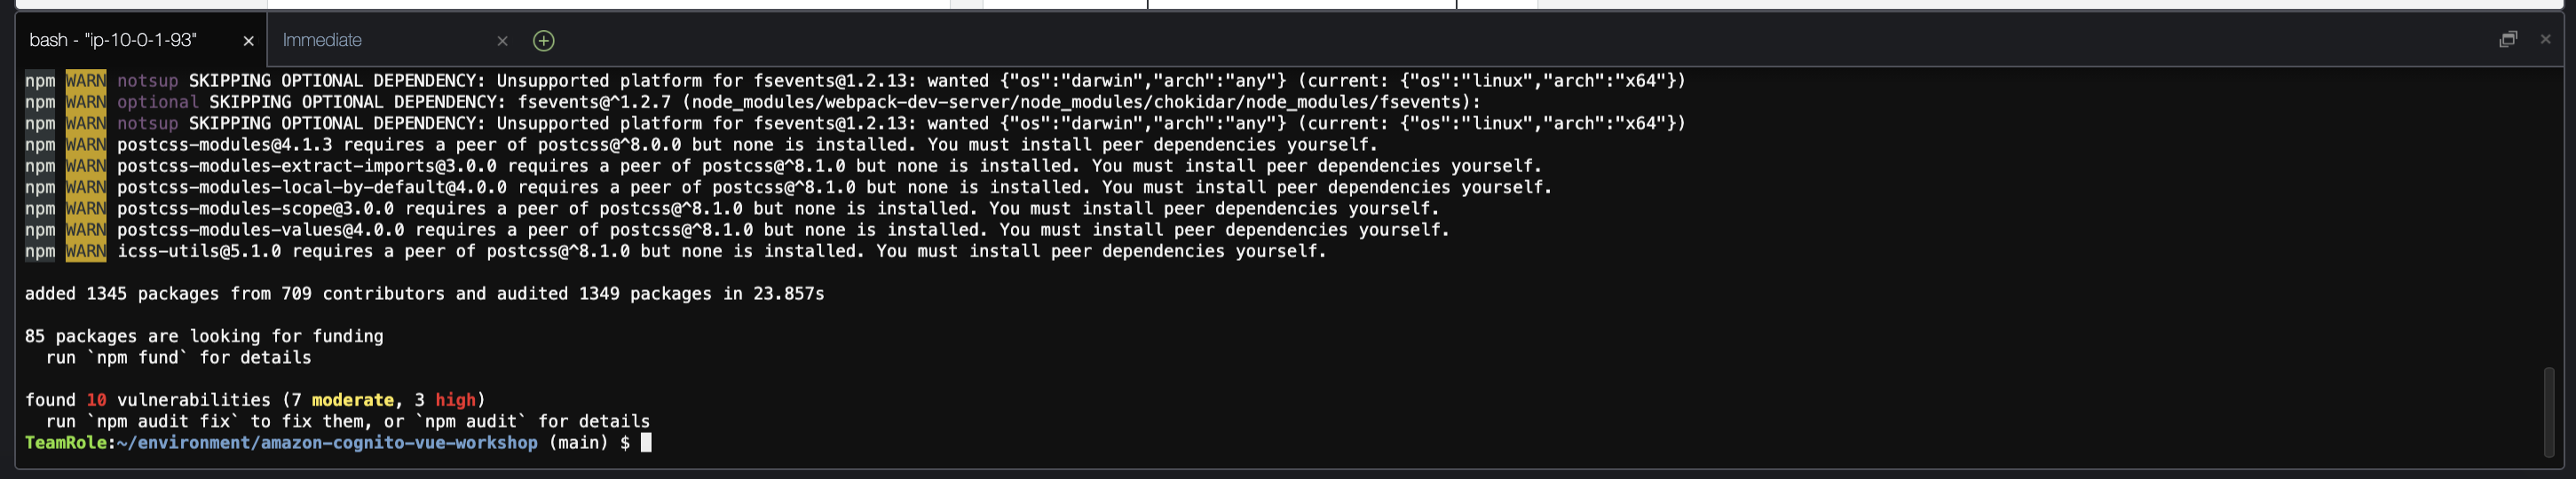 bash - "ip-10-0-1-93" × Immediate ×
npm WARN notsup SKIPPING OPTIONAL DEPENDENCY: Unsupported platform for fsevents@1.2.13: wanted {"os":"darwin","arch":"any"} (current: {"os":"linux","arch":"x64"})
npm WARN optional SKIPPING OPTIONAL DEPENDENCY: fsevents@^1.2.7 (node_modules/webpack-dev-server/node_modules/chokidar/node_modules/fsevents):
npm WARN notsup SKIPPING OPTIONAL DEPENDENCY: Unsupported platform for fsevents@1.2.13: wanted {"os":"darwin","arch":"any"} (current: {"os":"linux","arch":"x64"})
npm WARN postcss-modules@4.1.3 requires a peer of postcss@^8.0.0 but none is installed. You must install peer dependencies yourself.
npm WARN postcss-modules-extract-imports@3.0.0 requires a peer of postcss@^8.1.0 but none is installed. You must install peer dependencies yourself.
npm WARN postcss-modules-local-by-default@4.0.0 requires a peer of postcss@^8.1.0 but none is installed. You must install peer dependencies yourself.
npm WARN postcss-modules-scope@3.0.0 requires a peer of postcss@^8.1.0 but none is installed. You must install peer dependencies yourself.
npm WARN postcss-modules-values@4.0.0 requires a peer of postcss@^8.1.0 but none is installed. You must install peer dependencies yourself.
npm WARN icss-utils@5.1.0 requires a peer of postcss@^8.1.0 but none is installed. You must install peer dependencies yourself.
added 1345 packages from 709 contributors and audited 1349 packages in 23.857s
85 packages are looking for funding
run `npm fund` for details
found 10 vulnerabilities (7 moderate, 3 high)
run `npm audit fix` to fix them, or `npm audit` for details
TeamRole:~/environment/amazon-cognito-vue-workshop (main) $